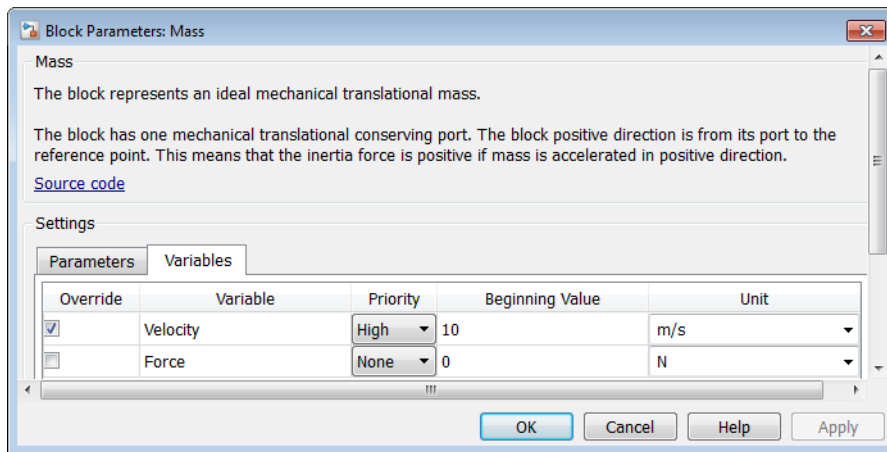 Block Parameters: Mass
Mass
The block represents an ideal mechanical translational mass.
The block has one mechanical translational conserving port. The block positive direction is from its port to the
reference point. This means that the inertia force is positive if mass is accelerated in positive direction.
Source code
Settings
Parameters Variables
Override Variable Priority Beginning Value Unit
Velocity High 10 m/s
Force None 0 N
OK Cancel Help Apply